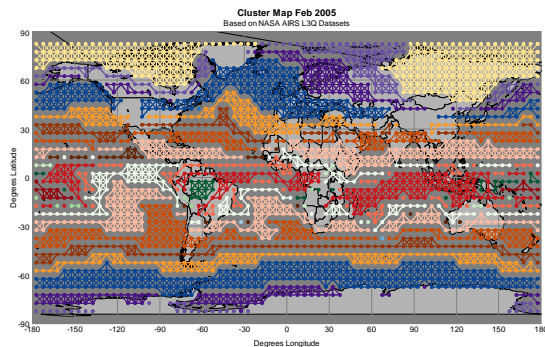 Cluster Map Feb 2005
Based on NASA AIRS L3Q Datasets
90
60
30
0
-30
-60
-90
Degrees Latitude
-180 -150 -120 -90 -60 -30 0 30 60 90 120 150 180
Degrees Longitude